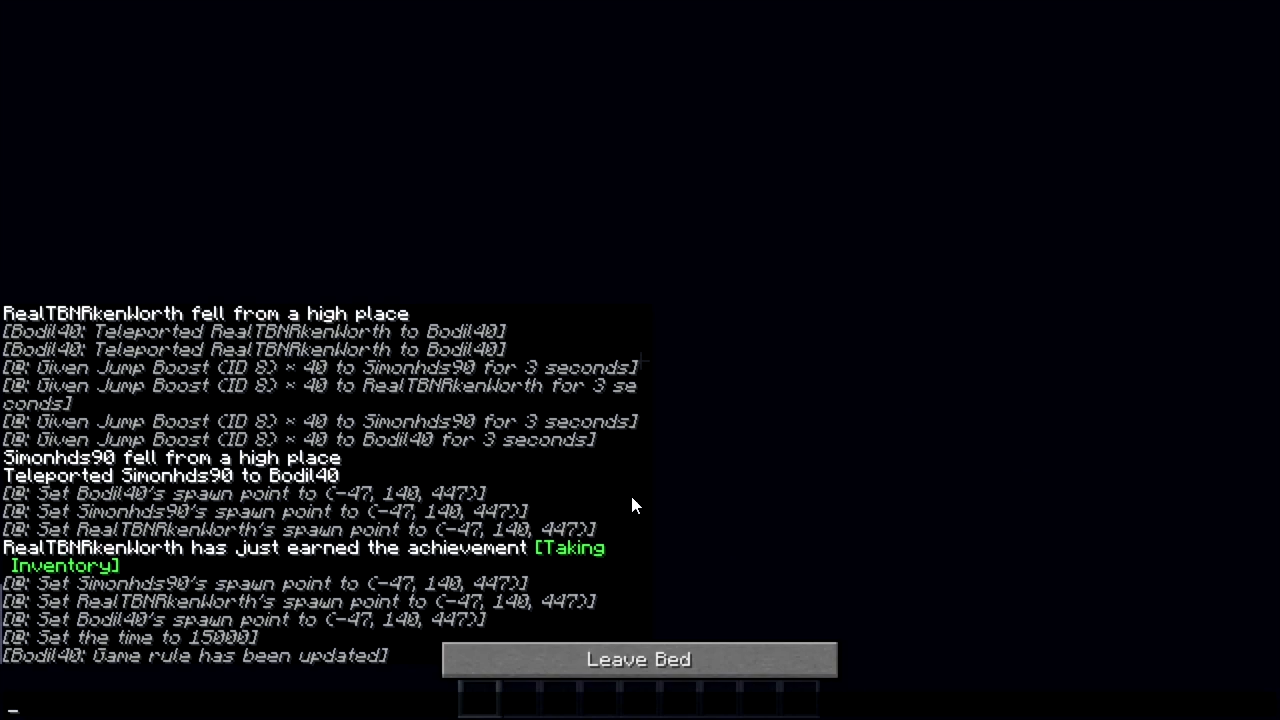 RealTBNRkenWorth fell from a high place
[Bodil40: Teleported RealTBNRkenWorth to Bodil40]
[Bodil40: Teleported RealTBNRkenWorth to Bodil40]
[@: Given Jump Boost (ID 8) * 40 to Simonhds90 for 3 seconds]
[@: Given Jump Boost (ID 8) * 40 to RealTBNRkenWorth for 3 se
conds]
[@: Given Jump Boost (ID 8) * 40 to Simonhds90 for 3 seconds]
[@: Given Jump Boost (ID 8) * 40 to Bodil40 for 3 seconds]
Simonhds90 fell from a high place
Teleported Simonhds90 to Bodil40
[@: Set Bodil40's spawn point to (-47, 140, 447)]
[@: Set Simonhds90's spawn point to (-47, 140, 447)]
[@: Set RealTBNRkenWorth's spawn point to (-47, 140, 447)]
RealTBNRkenWorth has just earned the achievement [Taking
Inventory]
[@: Set Simonhds90's spawn point to (-47, 140, 447)]
[@: Set RealTBNRkenWorth's spawn point to (-47, 140, 447)]
[@: Set Bodil40's spawn point to (-47, 140, 447)]
[@: Set the time to 15000]
[Bodil40: Game rule has been updated]
Leave Bed
_